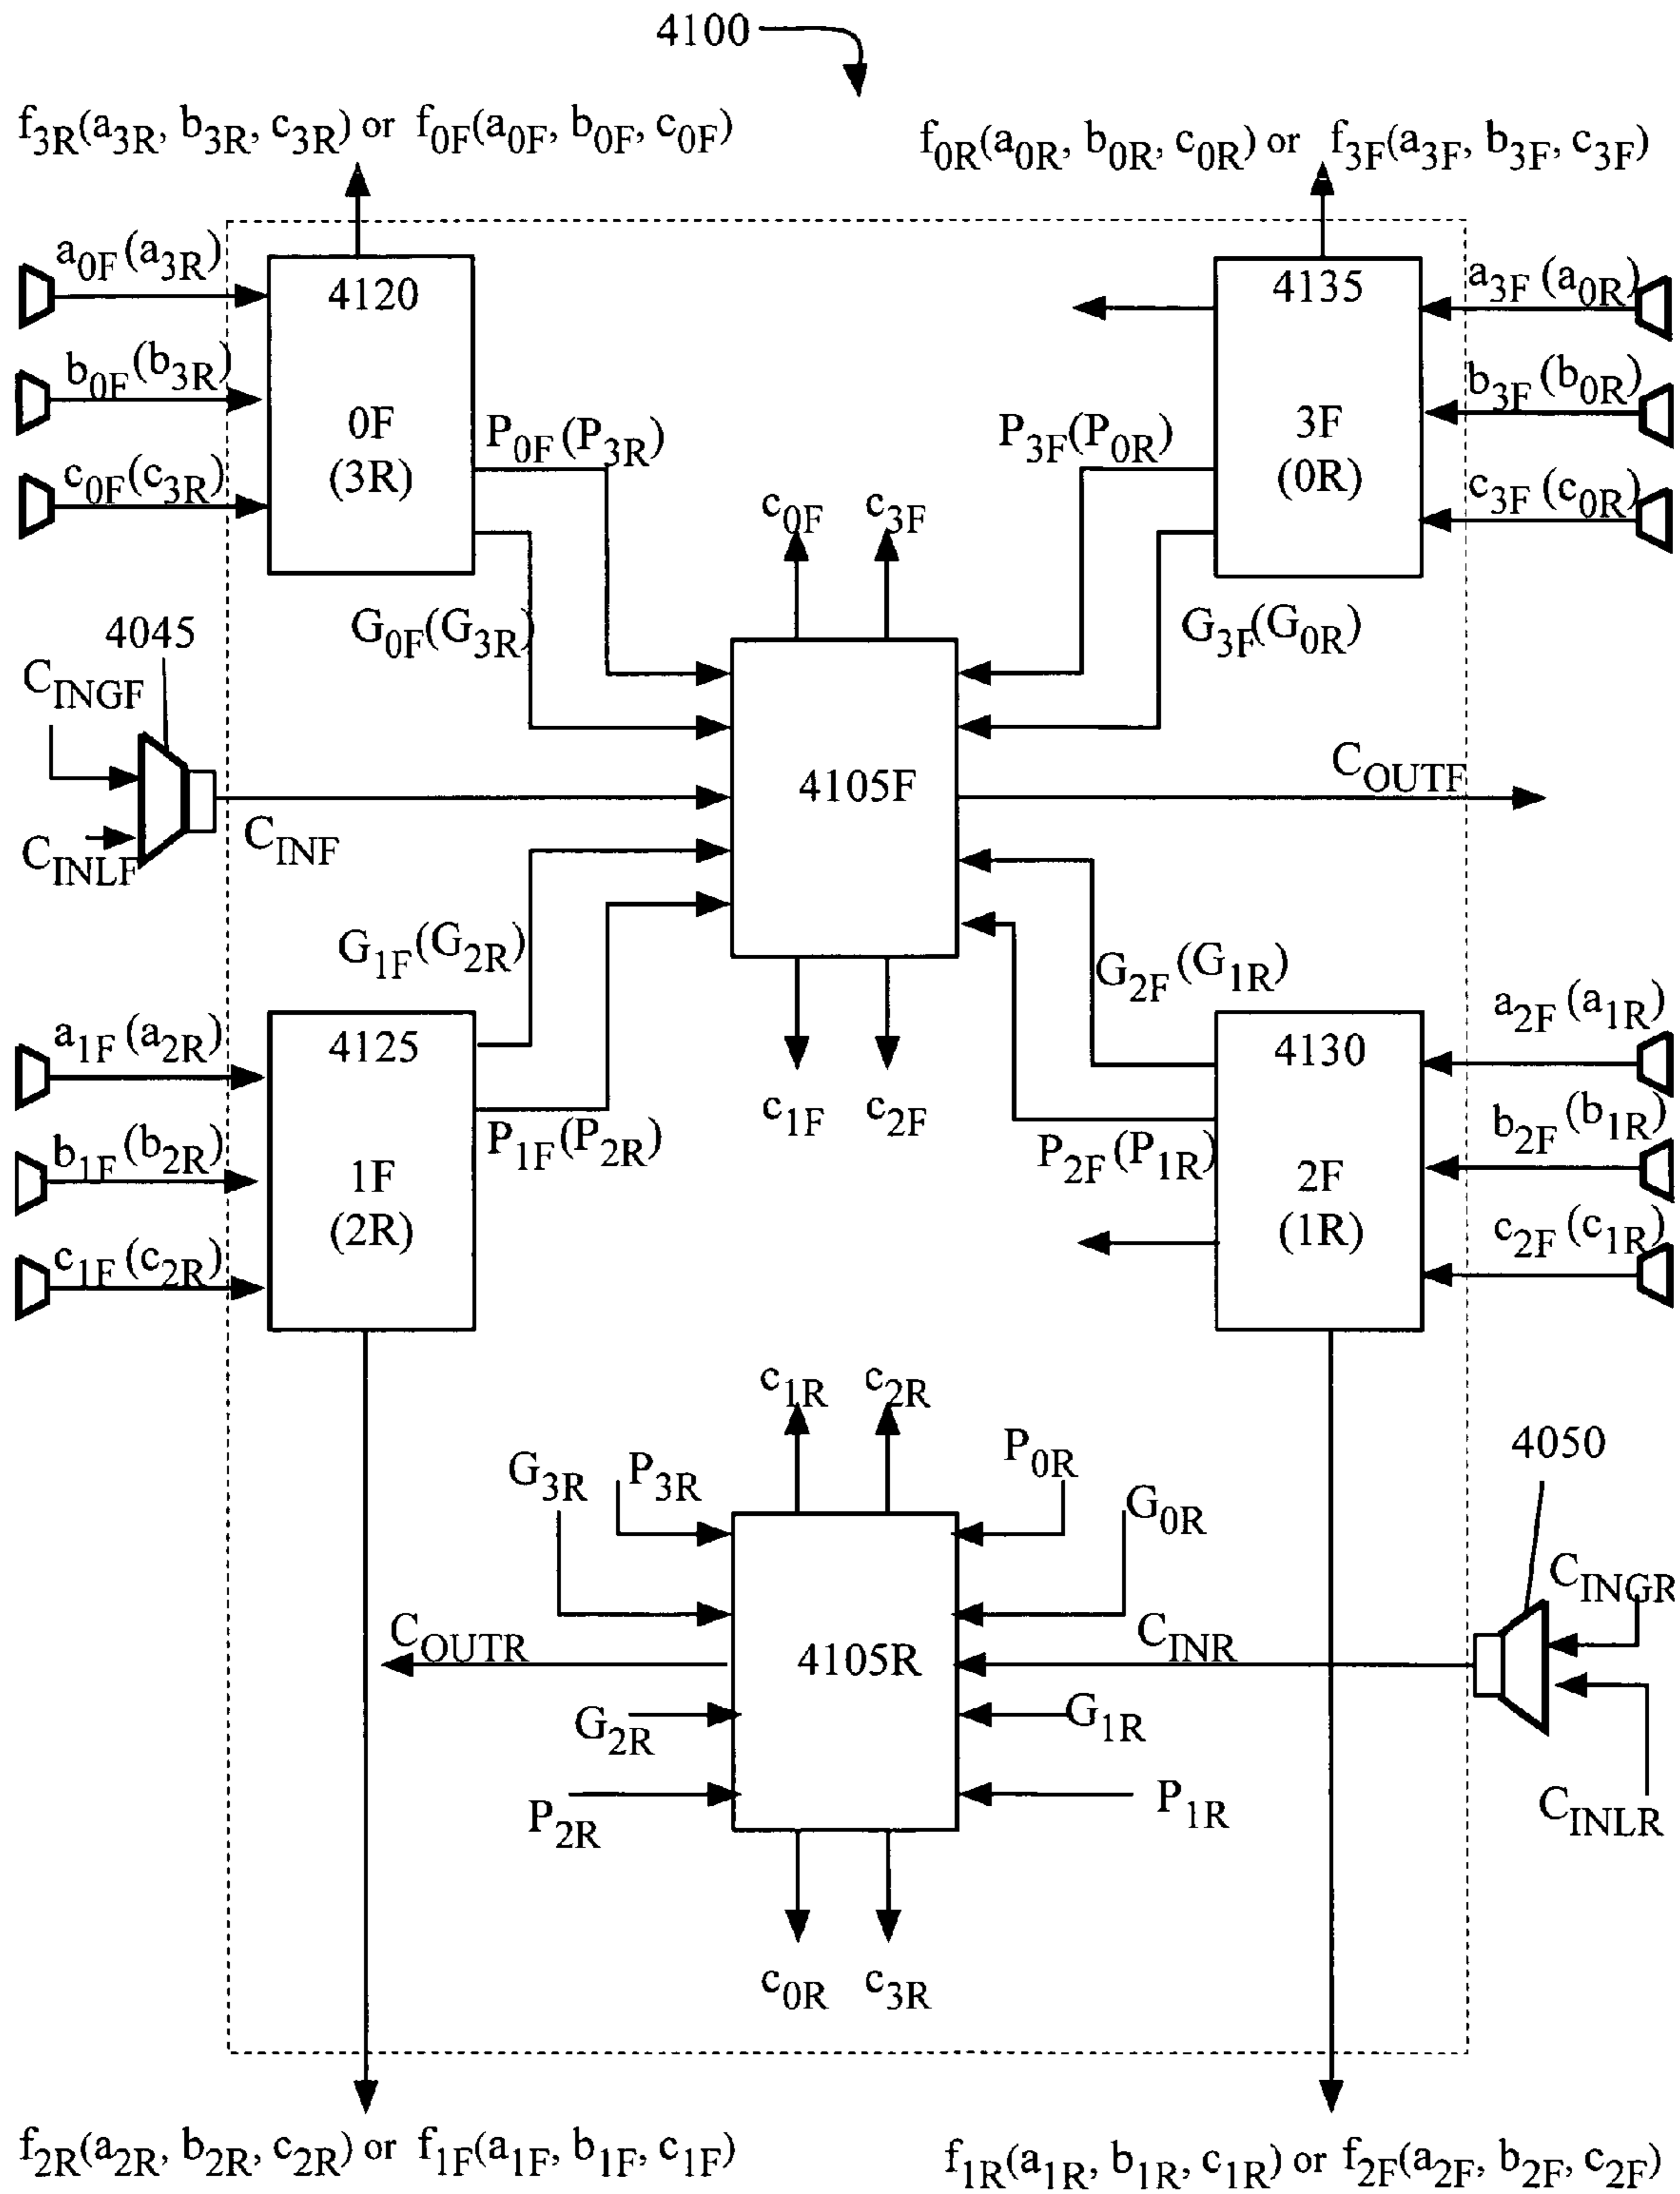 4100
f3R(a3R, b3R, c3R) or f0F(a0F, b0F, c0F)
f0R(a0R, b0R, c0R) or f3F(a3F, b3F, c3F)
a0F (a3R)
4120
4135
a3F (a0R)
b0F (b3R)
b3F (b0R)
0F
(3R)
P0F (P3R)
P3F(P0R)
3F
(0R)
c0F (c3R)
c3F (c0R)
c0F
c3F
4045
G0F(G3R)
G3F(G0R)
CINGF
4105F
COUTF
CINLF
CINF
G1F(G2R)
G2F (G1R)
a1F (a2R)
4125
4130
a2F (a1R)
c1F
c2F
b1F (b2R)
P1F(P2R)
P2F (P1R)
b2F (b1R)
1F
(2R)
2F
(1R)
c1F (c2R)
c2F (c1R)
c1R
c2R
G3R
P3R
P0R
4050
G0R
CINGR
COUTR
4105R
CINR
G2R
G1R
P2R
P1R
CINLR
c0R
c3R
f2R(a2R, b2R, c2R) or f1F(a1F, b1F, c1F)
f1R(a1R, b1R, c1R) or f2F(a2F, b2F, c2F)